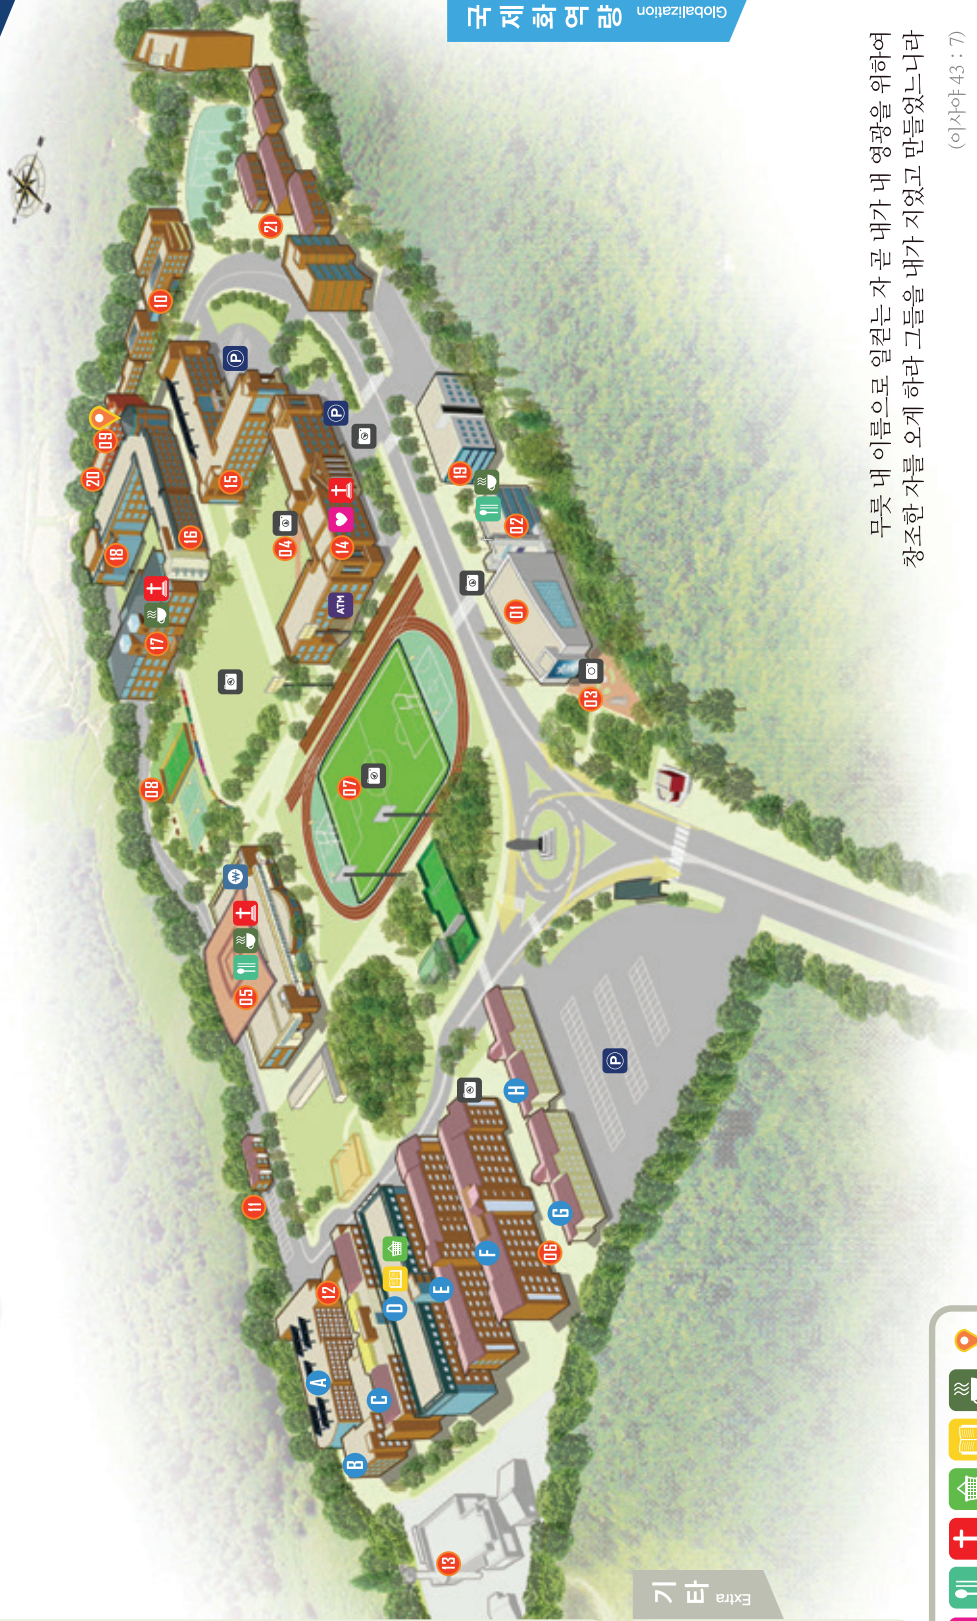 국제화역량 Globalization
무릇 내 이름으로 일컫는 자 곧 내가 내 영광을 위하여
창조한 자를 오게 하라 그들을 내가 지었고 만들었느니라
(이사야 43 : 7)
21
10
P
09
20
15
P
19
18
16
04
14
02
17
ATM
01
03
08
07
W
05
P
H
11
G
06
F
E
12
D
A
C
B
13
기타 Extra